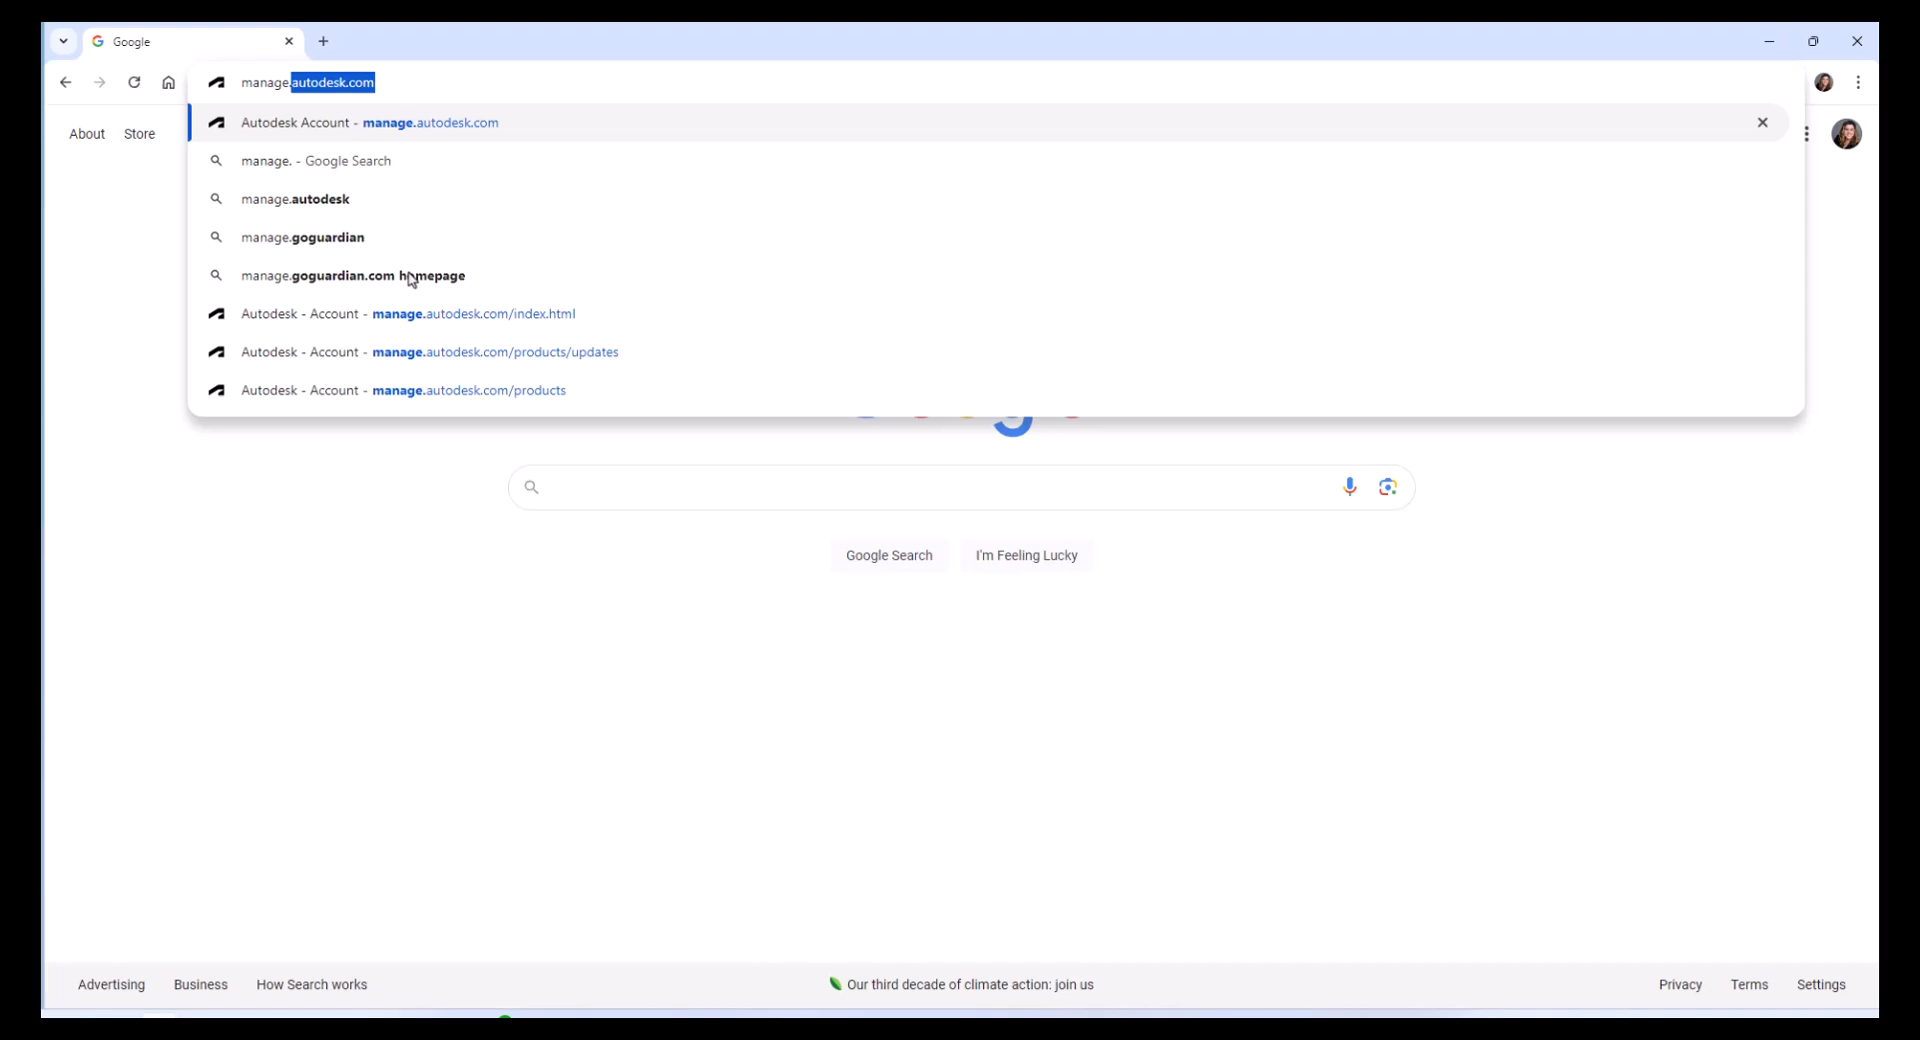 Google
manage.autodesk.com
About Store
Autodesk Account - manage.autodesk.com
manage. - Google Search
manage.autodesk
manage.goguardian
manage.goguardian.com homepage
Autodesk - Account - manage.autodesk.com/index.html
Autodesk - Account - manage.autodesk.com/products/updates
Autodesk - Account - manage.autodesk.com/products
Google Search I'm Feeling Lucky
Advertising Business How Search works Our third decade of climate action: join us Privacy Terms Settings